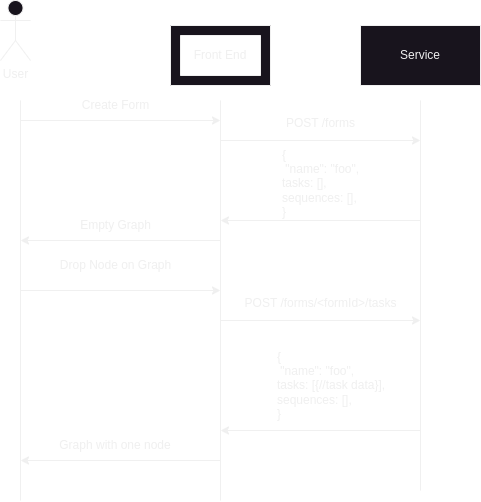 User
Front End
Service
Create Form
POST /forms
{
"name": "foo",
tasks: [],
sequences: [],
}
Empty Graph
Drop Node on Graph
POST /forms/<formId>/tasks
{
"name": "foo",
tasks: [{//task data}],
sequences: [],
}
Graph with one node